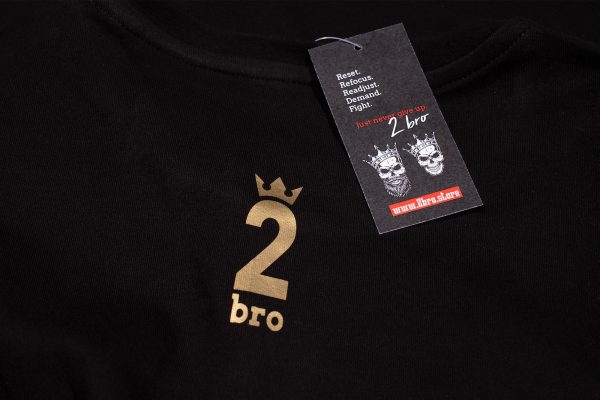 Reset.
Refocus.
Readjust.
Demand.
Fight.
Just never give up
2 bro
www.2bro.store
2
bro